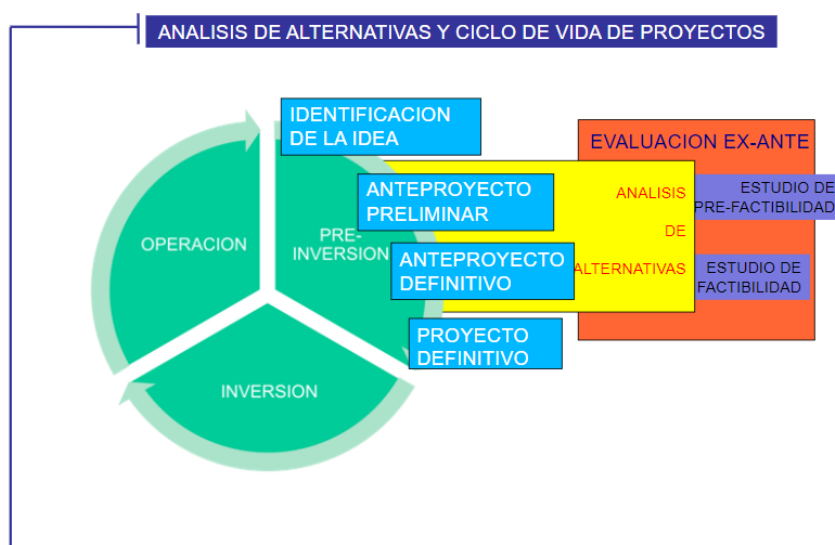 ANALISIS DE ALTERNATIVAS Y CICLO DE VIDA DE PROYECTOS
IDENTIFICACION
DE LA IDEA
EVALUACION EX-ANTE
ANTEPROYECTO
PRELIMINAR
ANALISIS
DE
ALTERNATIVAS
ESTUDIO DE
PRE-FACTIBILIDAD
OPERACION
PRE-
INVERSION
ANTEPROYECTO
DEFINITIVO
ESTUDIO DE
FACTIBILIDAD
PROYECTO
DEFINITIVO
INVERSION